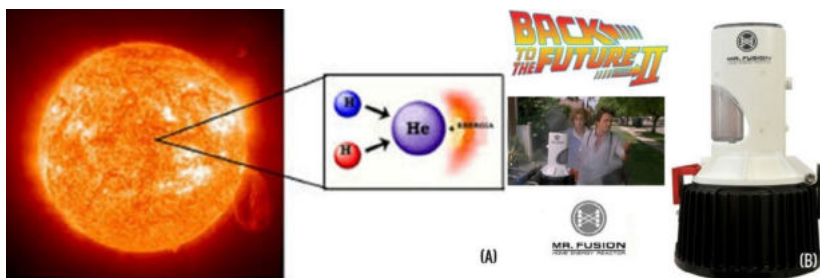 H
H
He
ENERGIA
(A)
BACK
TO
THE
FUTURE
II
MR. FUSION
HOME ENERGY REACTOR
MR. FUSION
(B)